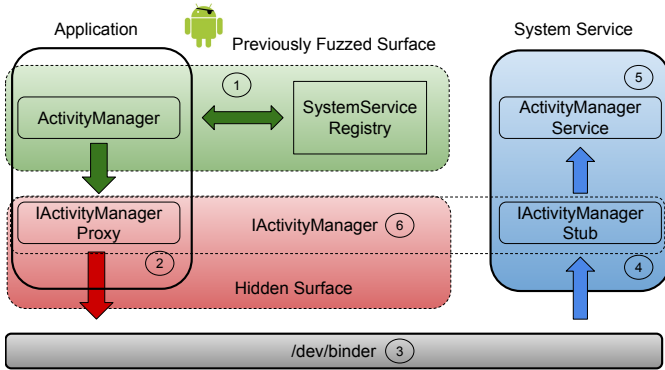 Application
System Service
Previously Fuzzed Surface
1
5
ActivityManager
SystemService
Registry
ActivityManager
Service
IActivityManager
Proxy
IActivityManager 6
IActivityManager
Stub
2
4
Hidden Surface
/dev/binder 3